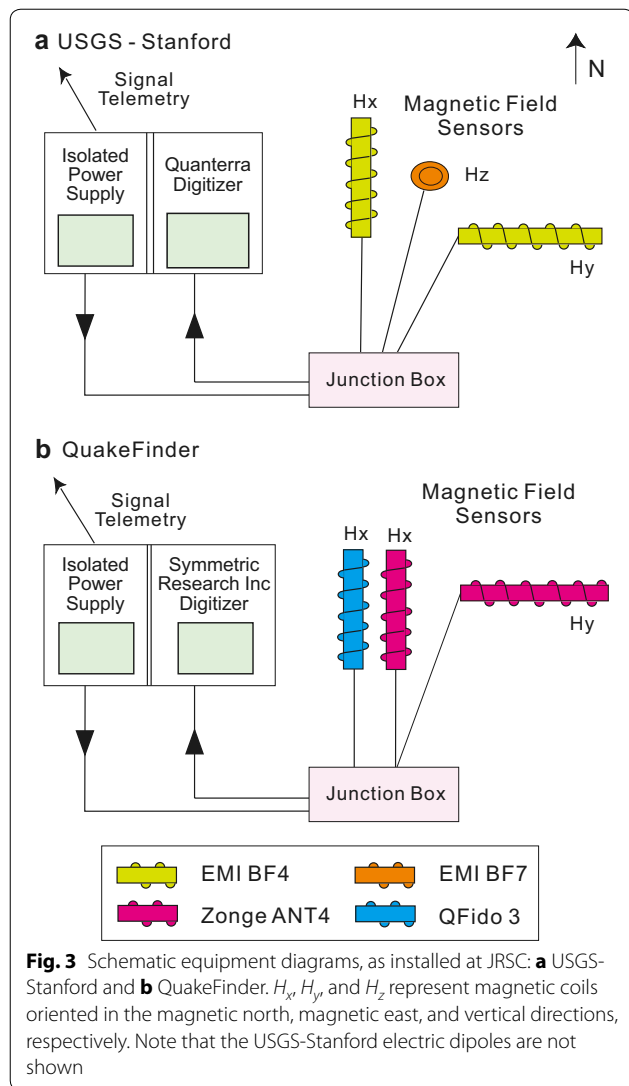 a USGS - Stanford
N
Signal
Telemetry
Isolated
Power
Supply
Quanterra
Digitizer
Hx
Magnetic Field
Sensors
Hz
Hy
Junction Box
b QuakeFinder
Signal
Telemetry
Isolated
Power
Supply
Symmetric
Research Inc
Digitizer
Hx
Hx
Magnetic Field
Sensors
Hy
Junction Box
EMI BF4
EMI BF7
Zonge ANT4
QFido 3
Fig. 3 Schematic equipment diagrams, as installed at JRSC: a USGS-
Stanford and b QuakeFinder. Hx, Hy, and Hz represent magnetic coils
oriented in the magnetic north, magnetic east, and vertical directions,
respectively. Note that the USGS-Stanford electric dipoles are not
shown